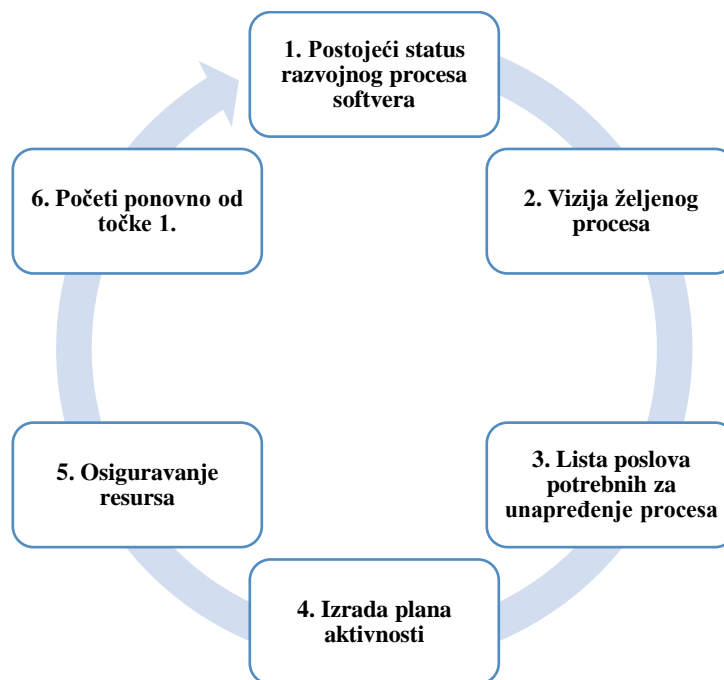 1. Postojeći status
razvojnog procesa
softvera
2. Vizija željenog
procesa
3. Lista poslova
potrebnih za
unapređenje procesa
4. Izrada plana
aktivnosti
5. Osiguravanje
resursa
6. Početi ponovno od
točke 1.